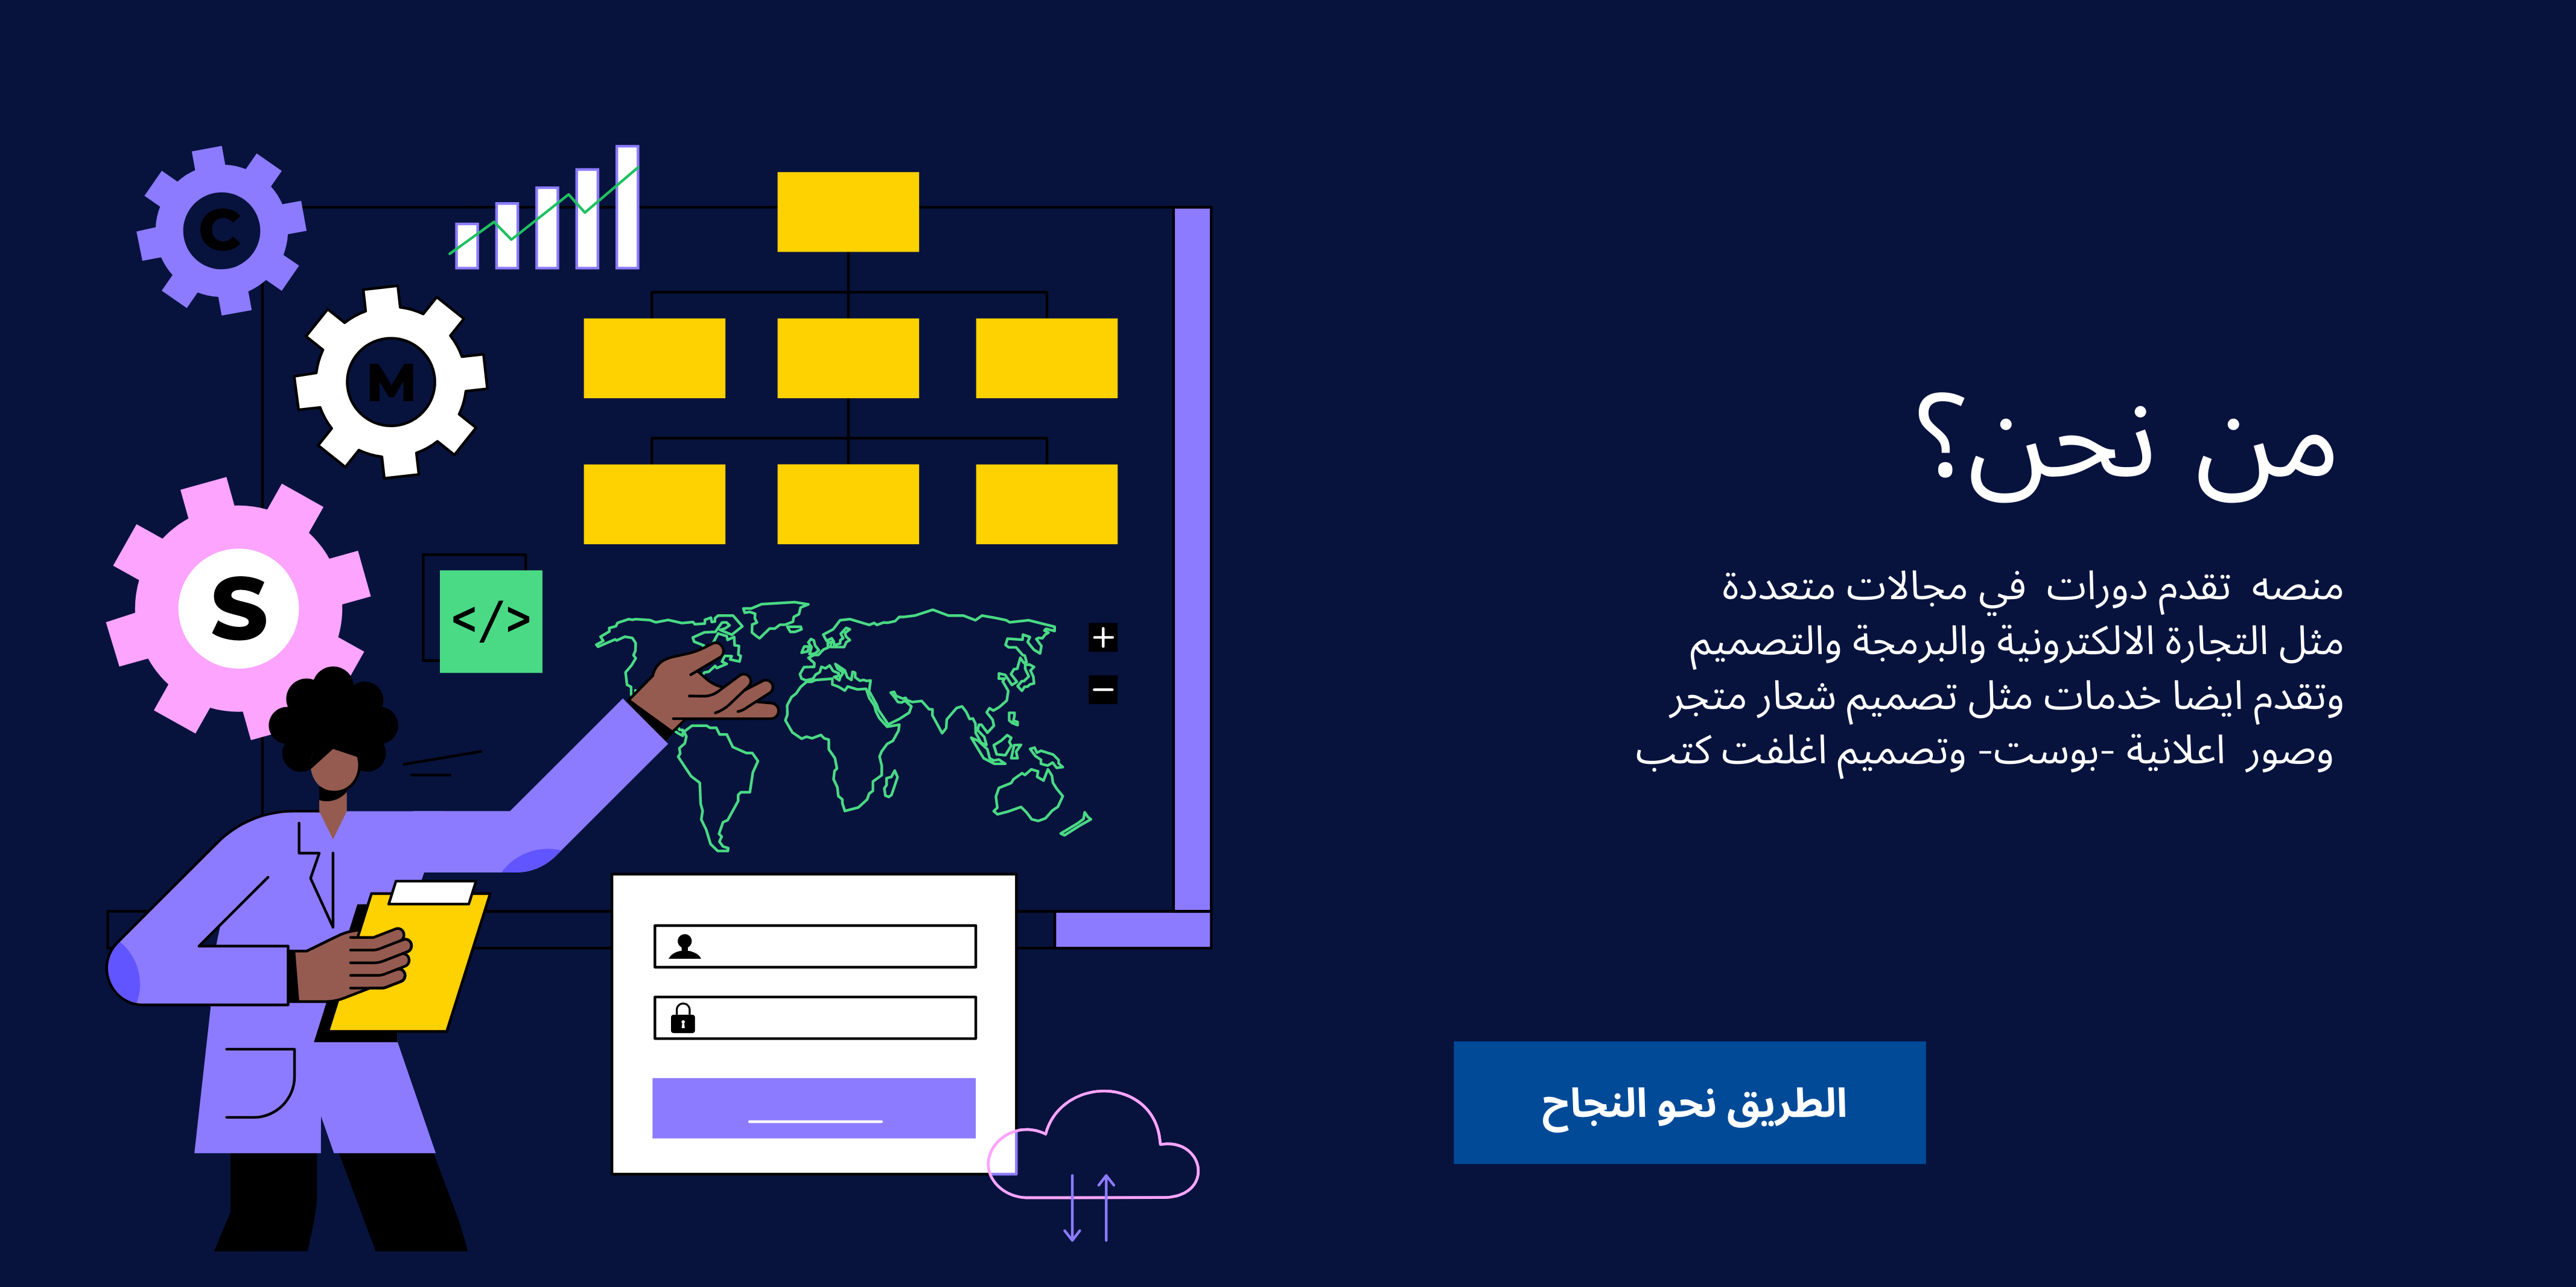 C
M
S
</>
من نحن؟
منصه تقدم دورات في مجالات متعددة
مثل التجارة الالكترونية والبرمجة والتصميم
وتقدم ايضا خدمات مثل تصميم شعار متجر
وصور اعلانية -بوست- وتصميم اغلفت كتب
الطريق نحو النجاح